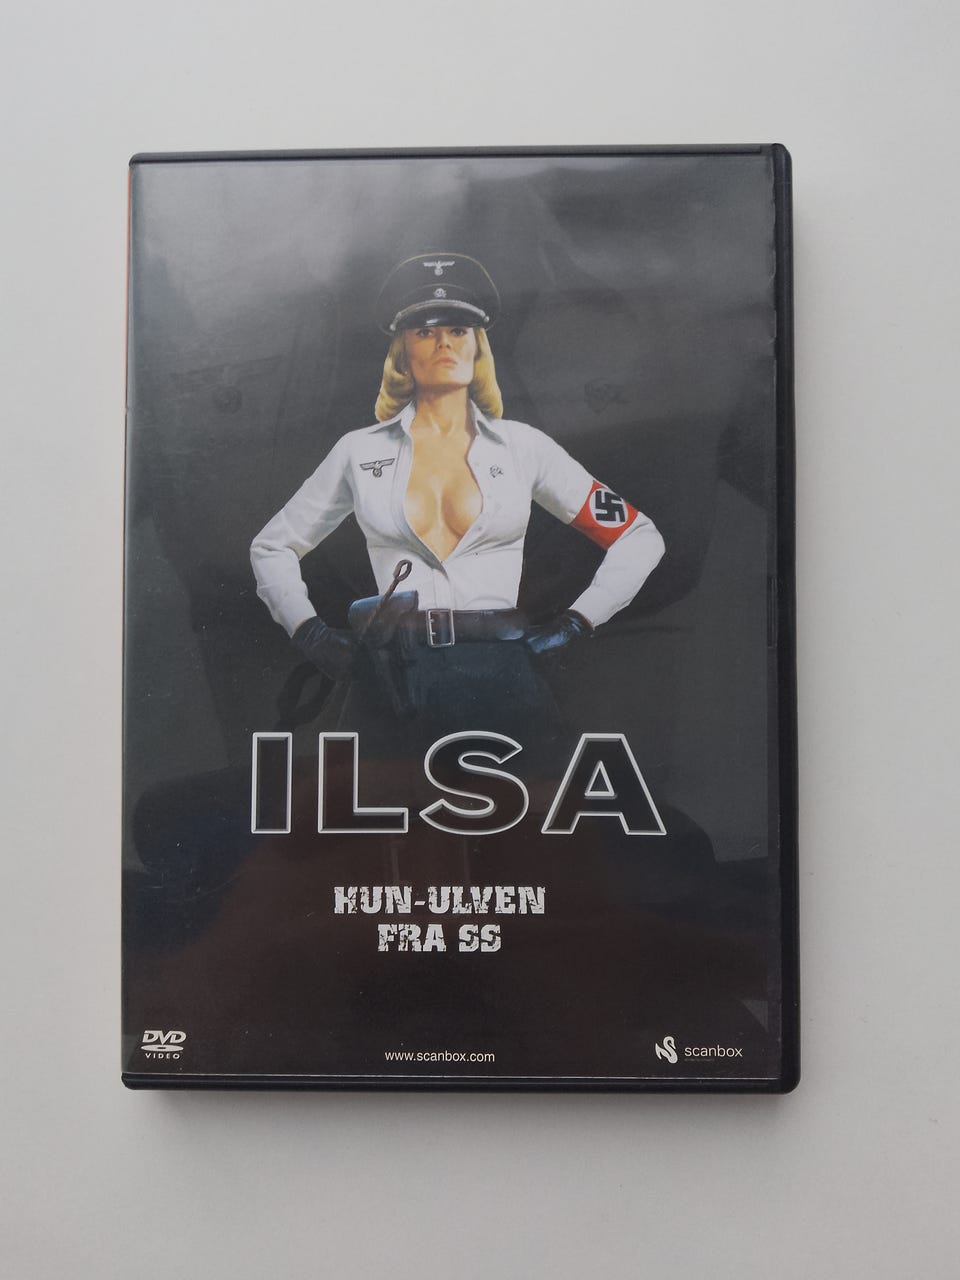 ILSA
HUN-ULVEN
FRA SS
DVD
VIDEO
www.scanbox.com
scanbox